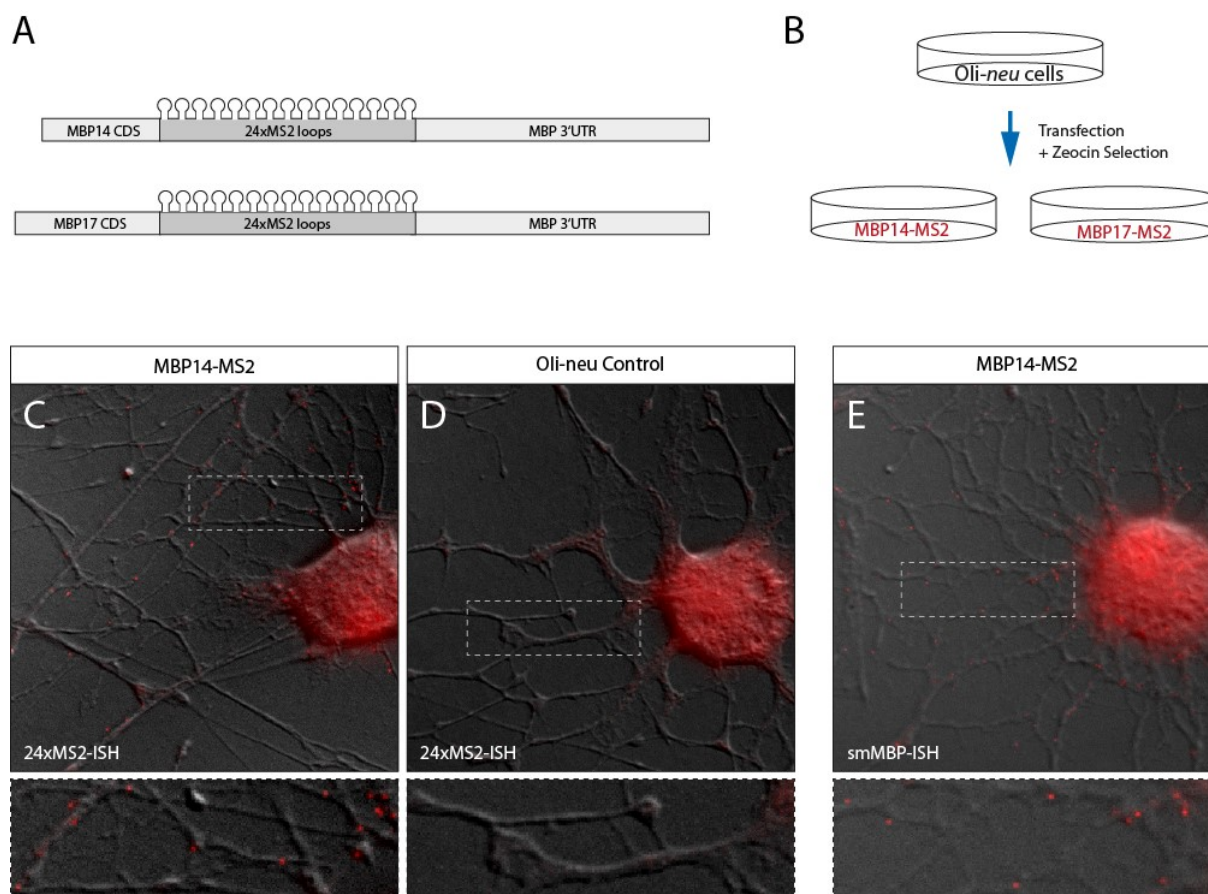 A
MBP14 CDS
24xMS2 loops
MBP 3'UTR
MBP17 CDS
24xMS2 loops
MBP 3'UTR
B
Oli-neu cells
Transfection
+ Zeocin Selection
MBP14-MS2
MBP17-MS2
MBP14-MS2
C
24xMS2-ISH
Oli-neu Control
D
24xMS2-ISH
MBP14-MS2
E
smMBP-ISH